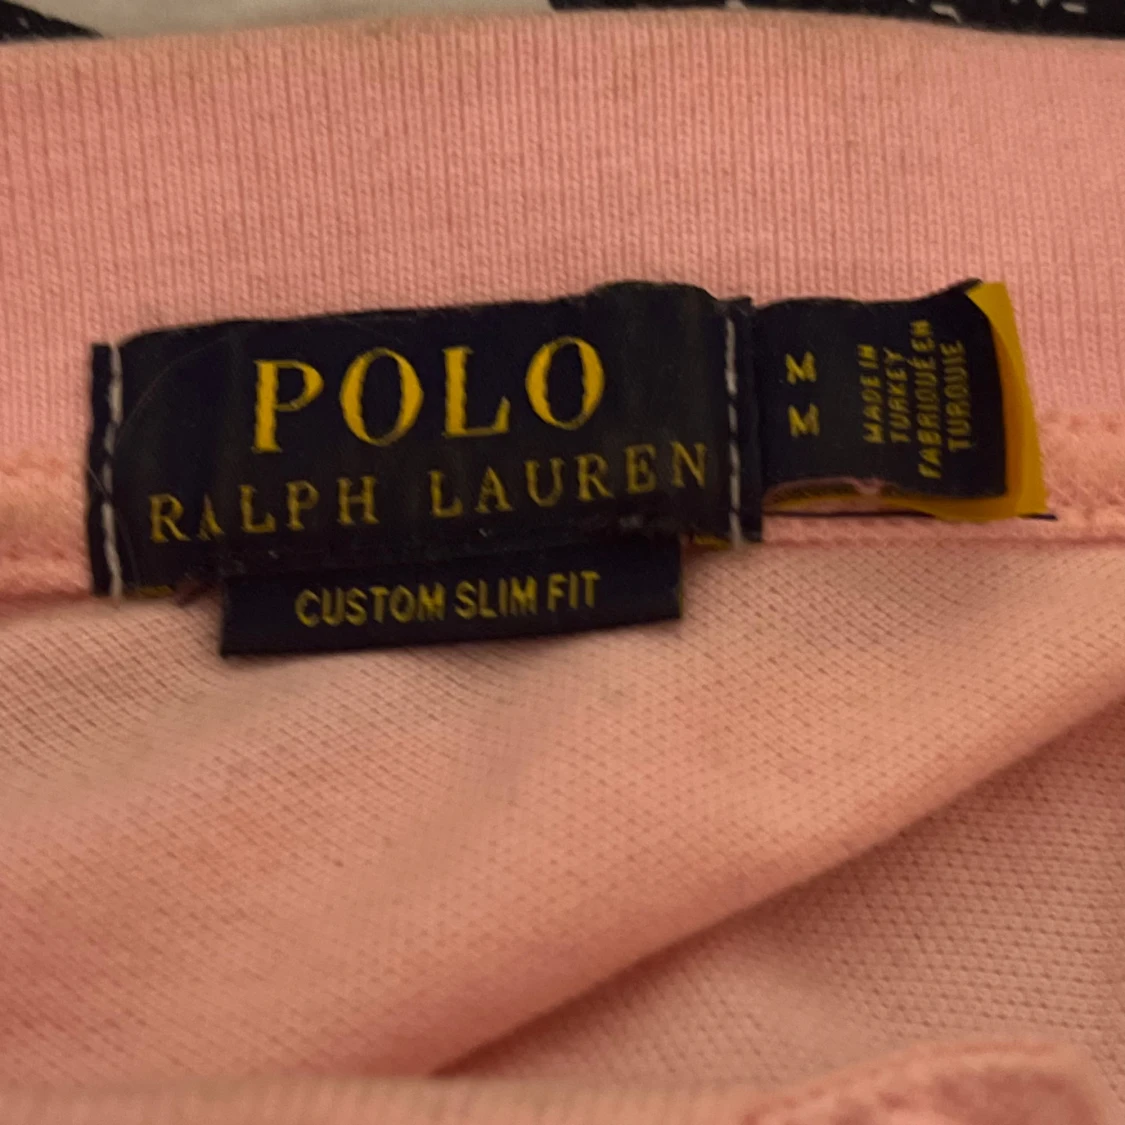 POLO
RALPH LAUREN
CUSTOM SLIM FIT
M
M
MADE IN
TURKEY
FABRIQUÉ EN
TURQUIE